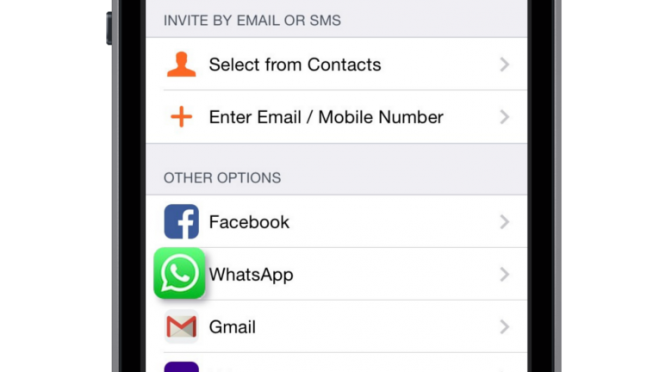 INVITE BY EMAIL OR SMS
Select from Contacts
Enter Email / Mobile Number
OTHER OPTIONS
Facebook
WhatsApp
Gmail